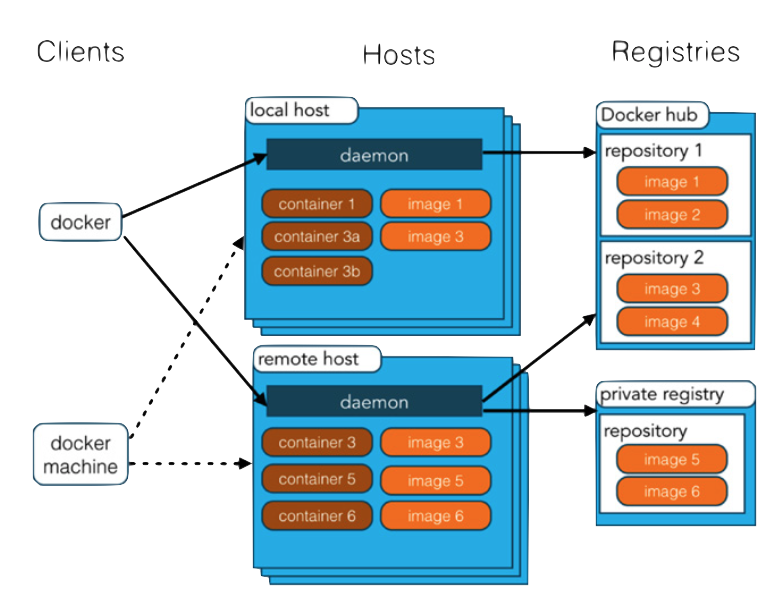 Clients
Hosts
Registries
docker
docker
machine
local host
daemon
container 1
image 1
container 3a
image 3
container 3b
remote host
daemon
container 3
image 3
container 5
image 5
container 6
image 6
Docker hub
repository 1
image 1
image 2
repository 2
image 3
image 4
private registry
repository
image 5
image 6